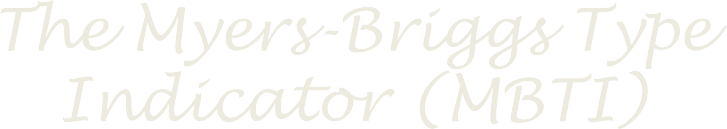 The Myers-Briggs Type
Indicator (MBTI)